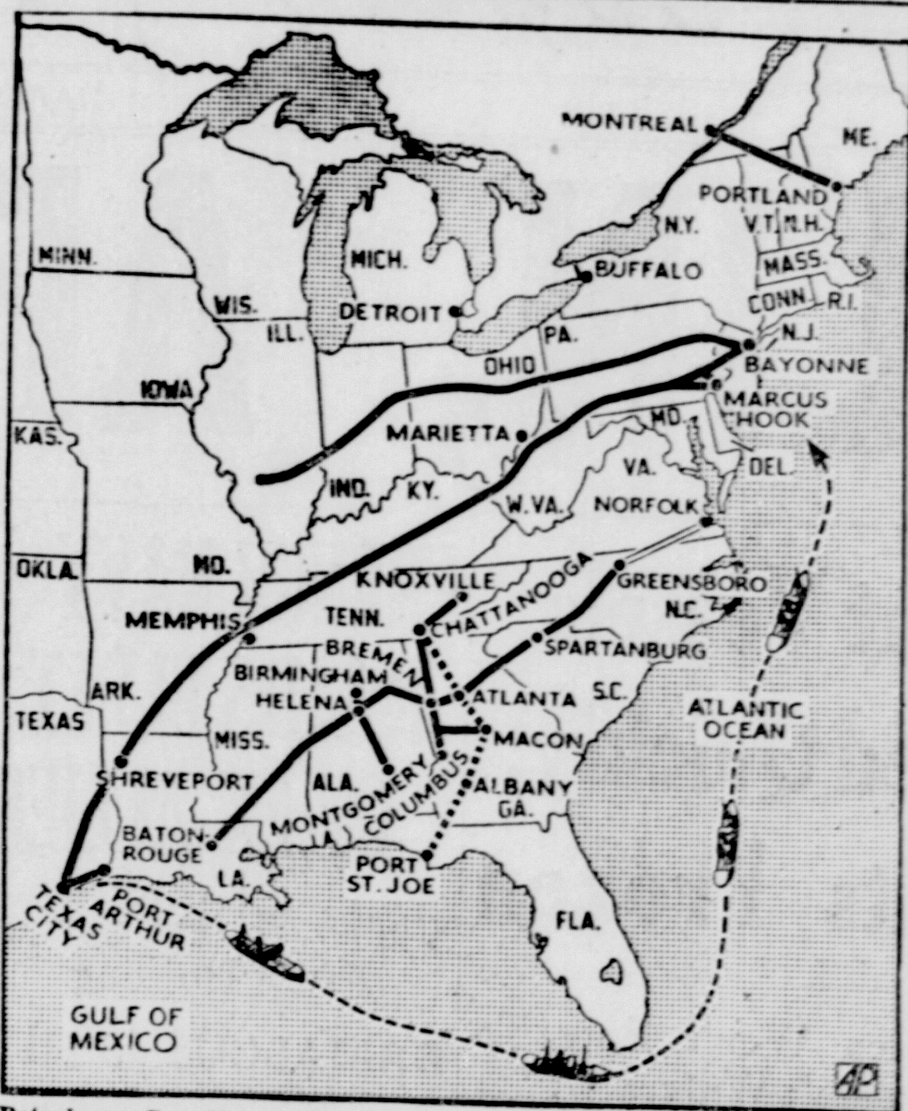 MONTREAL
ME.
PORTLAND
N.Y.
V.T.
N.H.
MINN.
MICH.
BUFFALO
MASS.
CONN.
R.I.
WIS.
DETROIT
ILL.
PA.
N.J.
OHIO
BAYONNE
IOWA
MARCUS
HOOK
MD.
KAS.
MARIETTA
DEL.
VA.
IND.
KY.
W.VA.
NORFOLK
OKLA.
MO.
KNOXVILLE
GREENSBORO
N.C.
MEMPHIS
TENN.
CHATTANOOGA
BREMEN
SPARTANBURG
BIRMINGHAM
ARK.
HELENA
ATLANTA
S.C.
TEXAS
ATLANTIC
OCEAN
MISS.
MACON
SHREVEPORT
ALA.
MONTGOMERY
COLUMBUS
ALBANY
GA.
BATON-
ROUGE
LA.
PORT
ST. JOE
TEXAS
CITY
PORT
ARTHUR
FLA.
GULF OF
MEXICO
AP